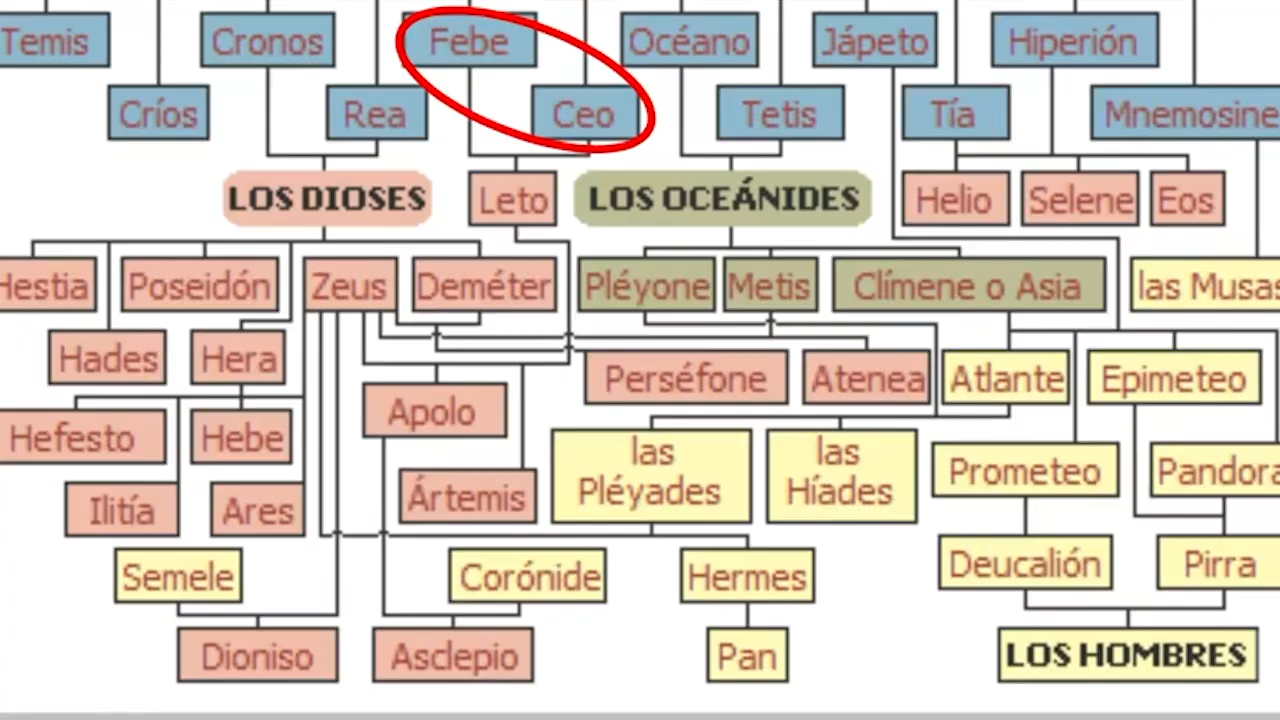 Temis
Cronos
Febe
Océano
Jápeto
Hiperión
Críos
Rea
Ceo
Tetis
Tía
Mnemosine
LOS DIOSES
Leto
LOS OCEÁNIDES
Helio
Selene
Eos
Hestia
Poseidón
Zeus
Deméter
Pléyone
Metis
Clímene o Asia
las Musas
Hades
Hera
Perséfone
Atenea
Atlante
Epimeteo
Hefesto
Hebe
Apolo
las
Pléyades
las
Híades
Prometeo
Pandora
Ilitía
Ares
Ártemis
Semele
Corónide
Hermes
Deucalión
Pirra
Dioniso
Asclepio
Pan
LOS HOMBRES